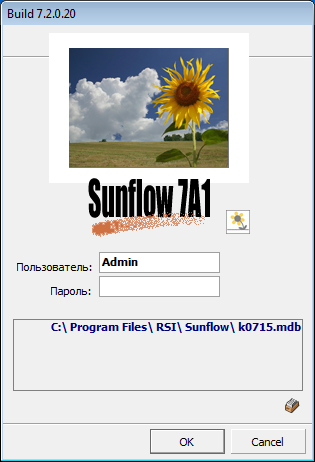 Build 7.2.0.20
Sunflow 7A1
Пользователь: Admin
Пароль:
C:\ Program Files\ RSI\ Sunflow\ k0715.mdb
OK Cancel